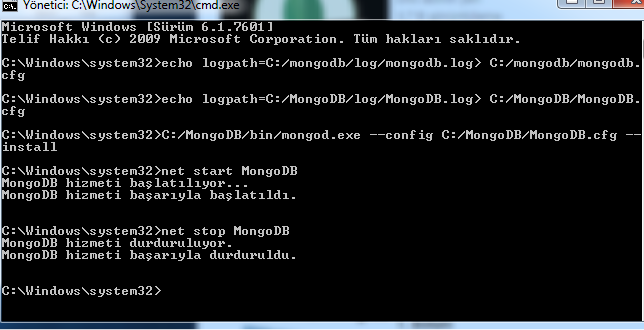 Yönetici: C:\Windows\System32\cmd.exe
Microsoft Windows [Sürüm 6.1.7601]
Telif Hakkı (c) 2009 Microsoft Corporation. Tüm hakları saklıdır.
C:\Windows\system32>echo logpath=C:/mongodb/log/mongodb.log> C:/mongodb/mongodb.
cfg
C:\Windows\system32>echo logpath=C:/MongoDB/log/MongoDB.log> C:/MongoDB/MongoDB.
cfg
C:\Windows\system32>C:/MongoDB/bin/mongod.exe --config C:/MongoDB/MongoDB.cfg --
install
C:\Windows\system32>net start MongoDB
MongoDB hizmeti başlatılıyor...
MongoDB hizmeti başarıyla başlatıldı.
C:\Windows\system32>net stop MongoDB
MongoDB hizmeti durduruluyor.
MongoDB hizmeti başarıyla durduruldu.
C:\Windows\system32>